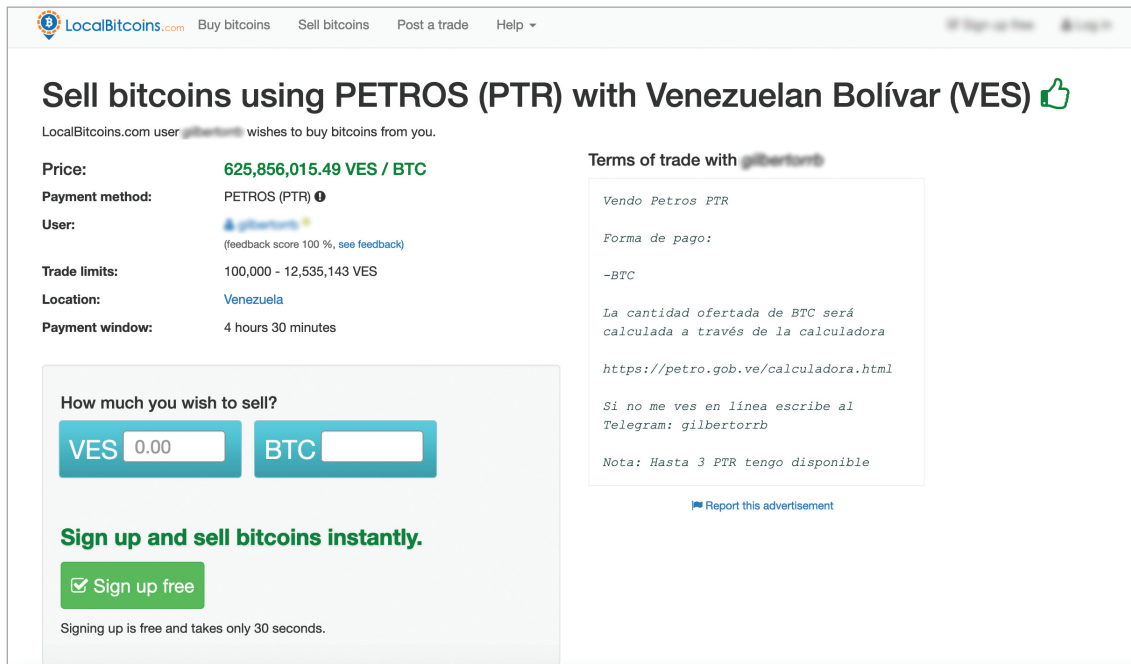 LocalBitcoins.com Buy bitcoins Sell bitcoins Post a trade Help
Sell bitcoins using PETROS (PTR) with Venezuelan Bolívar (VES)
LocalBitcoins.com user wishes to buy bitcoins from you.
Price: 625,856,015.49 VES / BTC
Payment method: PETROS (PTR)
User:
(feedback score 100 %, see feedback)
Trade limits: 100,000 - 12,535,143 VES
Location: Venezuela
Payment window: 4 hours 30 minutes
How much you wish to sell?
VES 0.00 BTC
Sign up and sell bitcoins instantly.
Sign up free
Signing up is free and takes only 30 seconds.
Terms of trade with
Vendo Petros PTR
Forma de pago:
-BTC
La cantidad ofertada de BTC será
calculada a través de la calculadora
https://petro.gob.ve/calculadora.html
Si no me ves en línea escribe al
Telegram: gilbertorrb
Nota: Hasta 3 PTR tengo disponible
Report this advertisement